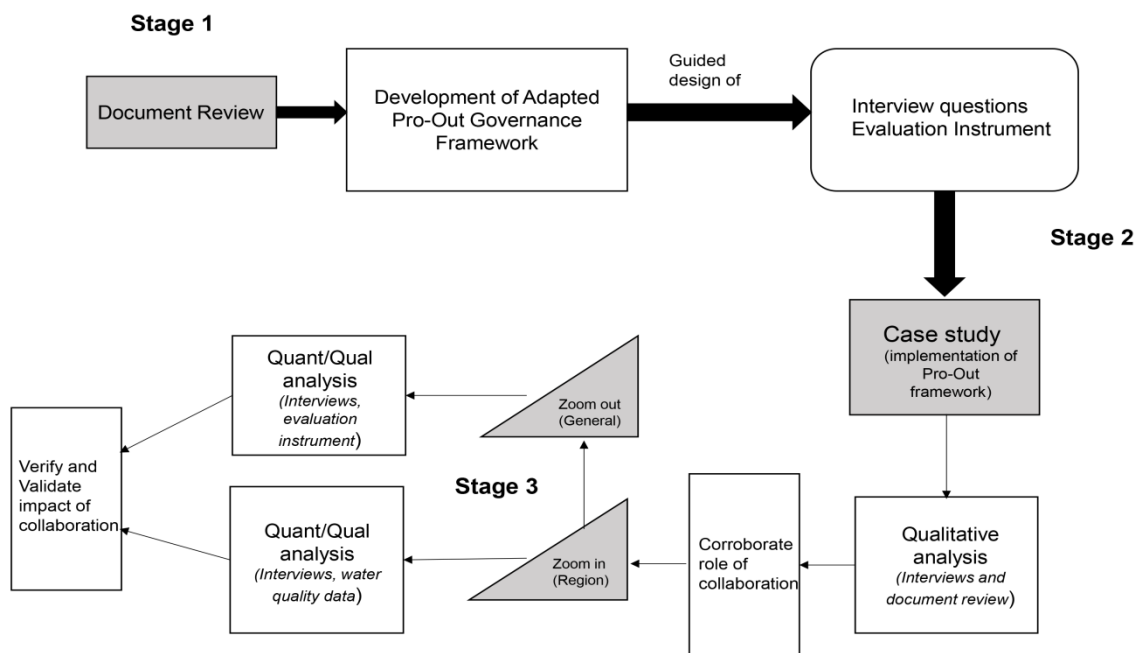 Stage 1
Document Review
Development of Adapted
Pro-Out Governance
Framework
Guided
design of
Interview questions
Evaluation Instrument
Stage 2
Case study
(implementation of
Pro-Out
framework)
Qualitative
analysis
(Interviews and
document review)
Corroborate
role of
collaboration
Stage 3
Zoom in
(Region)
Zoom out
(General)
Quant/Qual
analysis
(Interviews,
evaluation
instrument)
Quant/Qual
analysis
(Interviews, water
quality data)
Verify and
Validate
impact of
collaboration